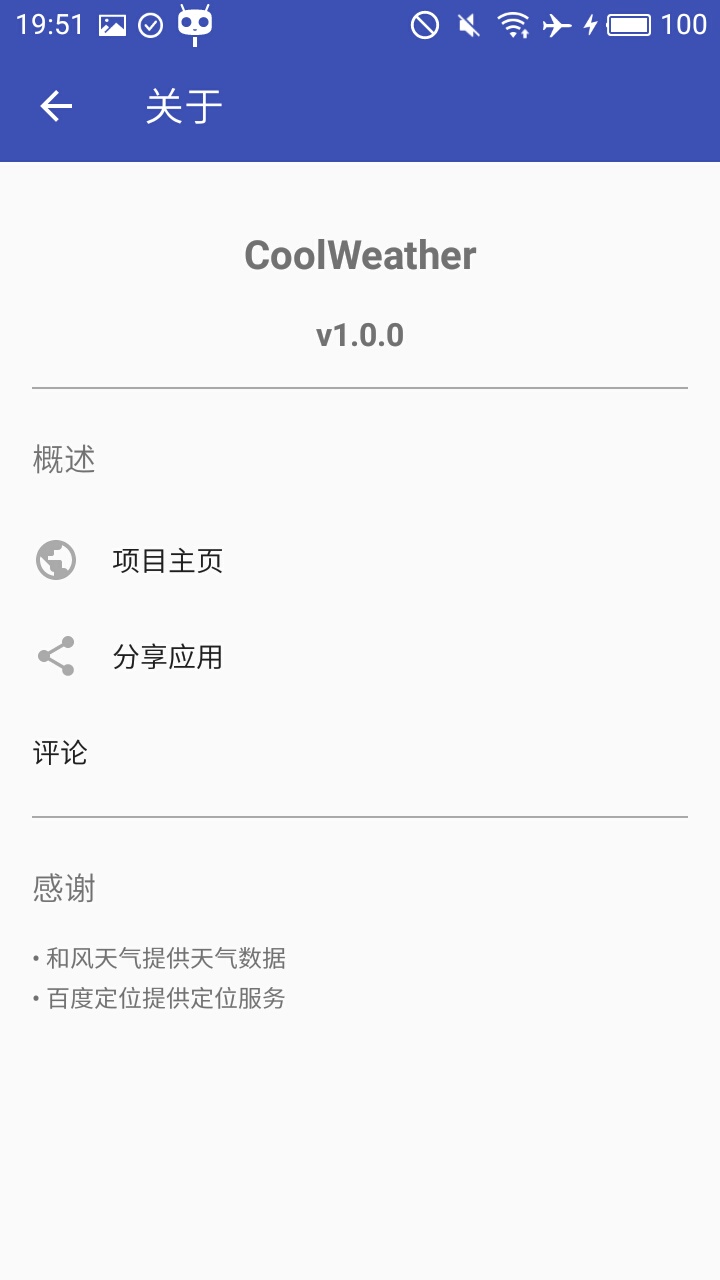 19:51 100
关于
CoolWeather
v1.0.0
概述
项目主页
分享应用
评论
感谢
• 和风天气提供天气数据
• 百度定位提供定位服务